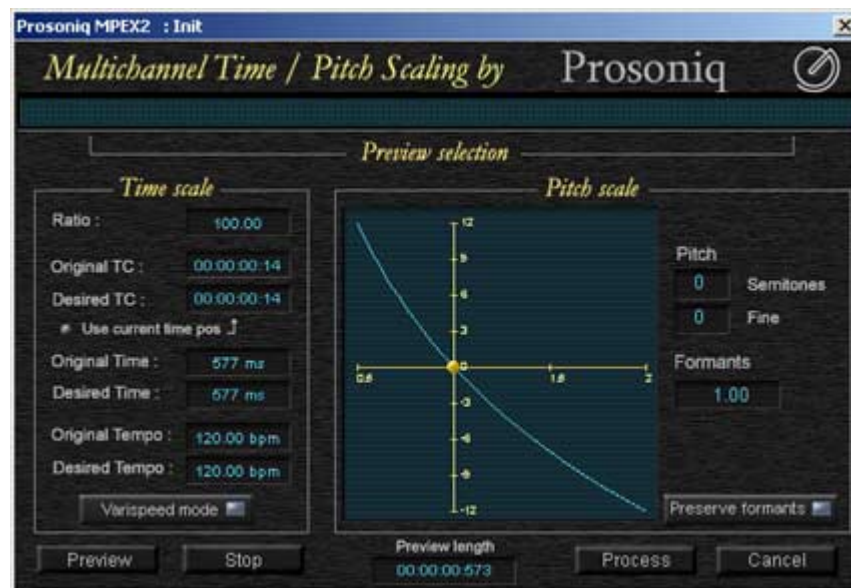 Prosoniq MPEX2 : Init
Multichannel Time / Pitch Scaling by Prosoniq
Preview selection
Time scale
Ratio : 100.00
Original TC : 00:00:00:14
Desired TC : 00:00:00:14
Use current time pos
Original Time : 577 ms
Desired Time : 577 ms
Original Tempo : 120.00 bpm
Desired Tempo : 120.00 bpm
Varispeed mode
Pitch scale
12
9
6
3
0
0.5
1.5
2
-3
-6
-9
-12
Pitch
0 Semitones
0 Fine
Formants
1.00
Preserve formants
Preview
Stop
Preview length
00:00:00:573
Process
Cancel